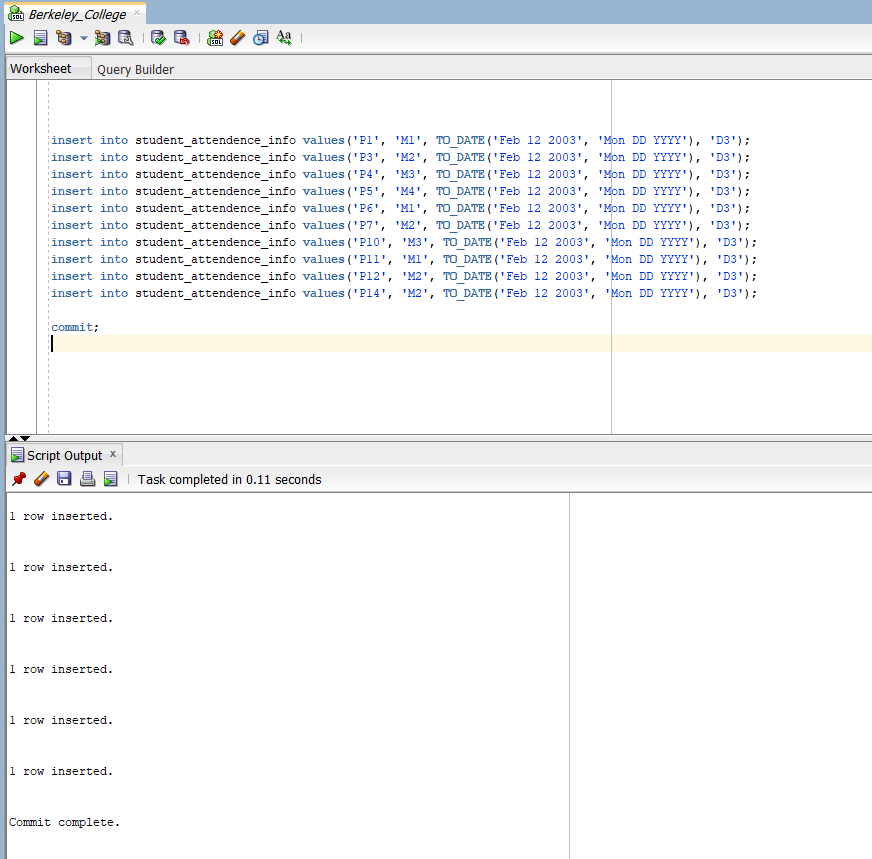 Berkeley_College
Worksheet Query Builder
insert into student_attendence_info values('P1', 'M1', TO_DATE('Feb 12 2003', 'Mon DD YYYY'), 'D3');
insert into student_attendence_info values('P3', 'M2', TO_DATE('Feb 12 2003', 'Mon DD YYYY'), 'D3');
insert into student_attendence_info values('P4', 'M3', TO_DATE('Feb 12 2003', 'Mon DD YYYY'), 'D3');
insert into student_attendence_info values('P5', 'M4', TO_DATE('Feb 12 2003', 'Mon DD YYYY'), 'D3');
insert into student_attendence_info values('P6', 'M1', TO_DATE('Feb 12 2003', 'Mon DD YYYY'), 'D3');
insert into student_attendence_info values('P7', 'M2', TO_DATE('Feb 12 2003', 'Mon DD YYYY'), 'D3');
insert into student_attendence_info values('P10', 'M3', TO_DATE('Feb 12 2003', 'Mon DD YYYY'), 'D3');
insert into student_attendence_info values('P11', 'M1', TO_DATE('Feb 12 2003', 'Mon DD YYYY'), 'D3');
insert into student_attendence_info values('P12', 'M2', TO_DATE('Feb 12 2003', 'Mon DD YYYY'), 'D3');
insert into student_attendence_info values('P14', 'M2', TO_DATE('Feb 12 2003', 'Mon DD YYYY'), 'D3');
commit;
Script Output x
Task completed in 0.11 seconds
1 row inserted.
1 row inserted.
1 row inserted.
1 row inserted.
1 row inserted.
1 row inserted.
Commit complete.